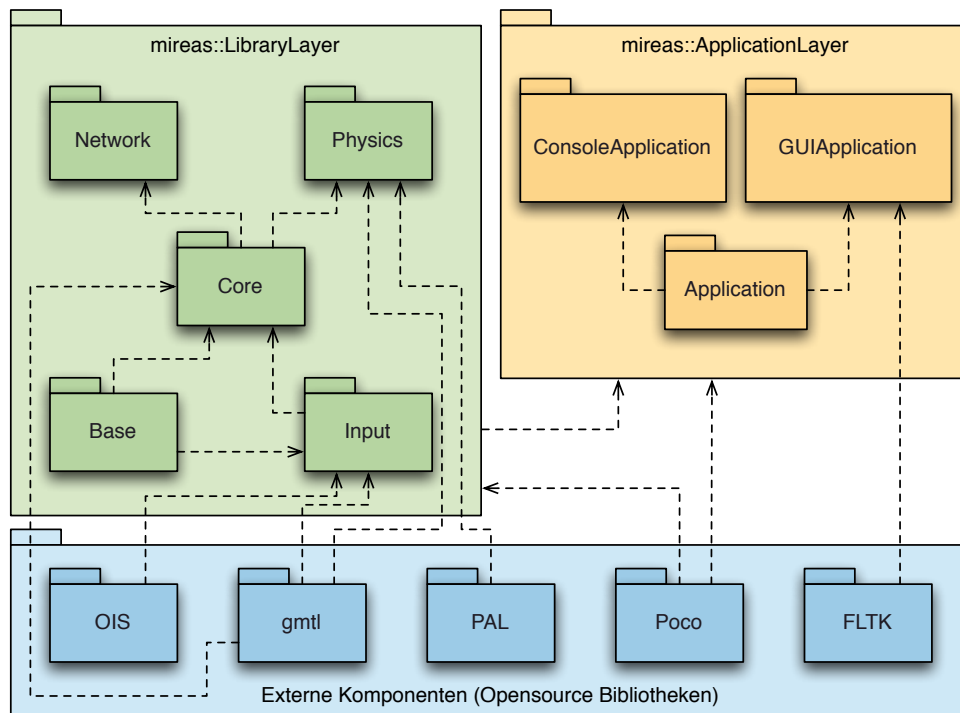 mireas::LibraryLayer
Network
Physics
Core
Base
Input
mireas::ApplicationLayer
ConsoleApplication
GUIApplication
Application
OIS
gmtl
PAL
Poco
FLTK
Externe Komponenten (Opensource Bibliotheken)